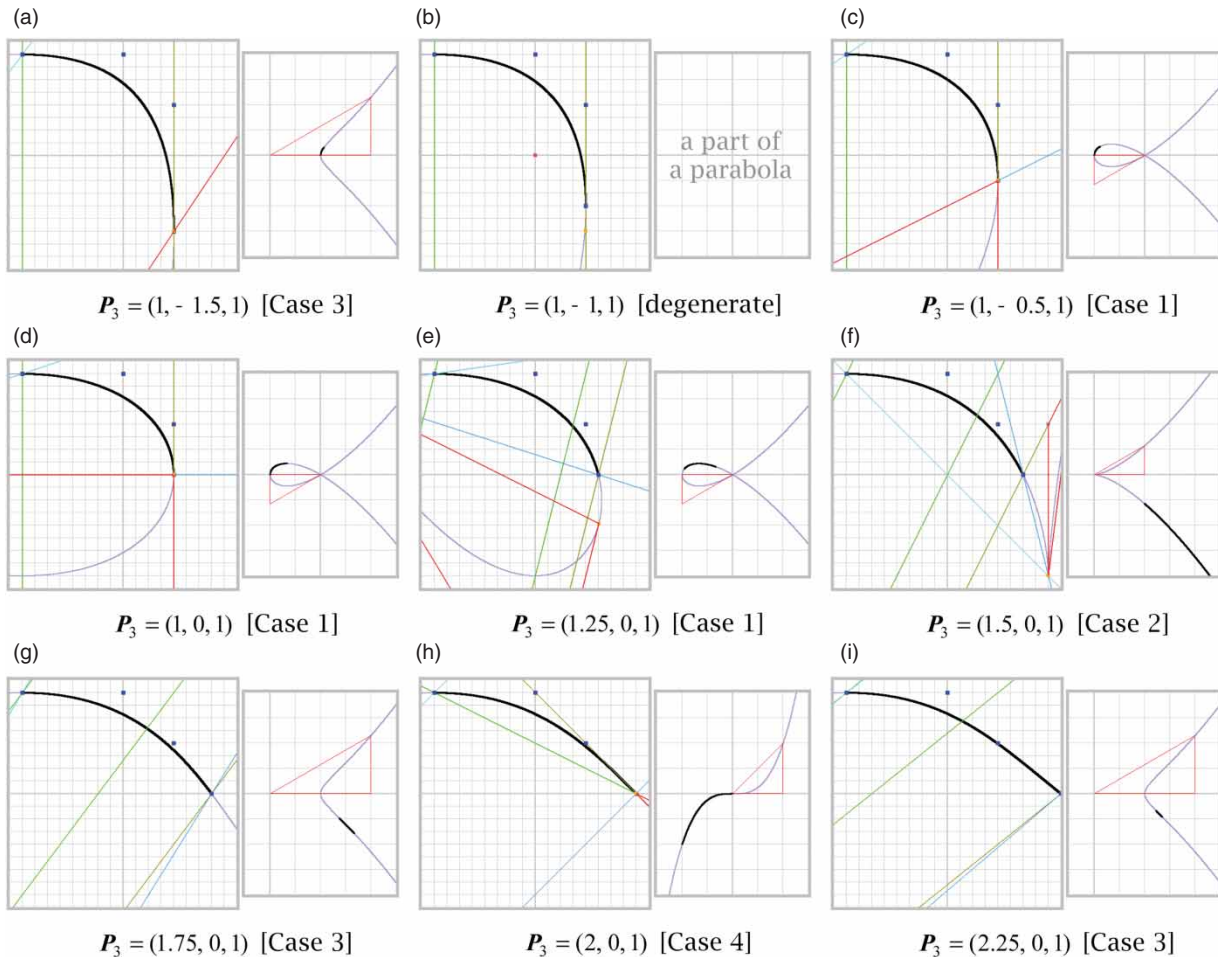 (a) (b) (c)
a part of
a parabola
P₃ = (1, - 1.5, 1) [Case 3] P₃ = (1, - 1, 1) [degenerate] P₃ = (1, - 0.5, 1) [Case 1]
(d) (e) (f)
P₃ = (1, 0, 1) [Case 1] P₃ = (1.25, 0, 1) [Case 1] P₃ = (1.5, 0, 1) [Case 2]
(g) (h) (i)
P₃ = (1.75, 0, 1) [Case 3] P₃ = (2, 0, 1) [Case 4] P₃ = (2.25, 0, 1) [Case 3]